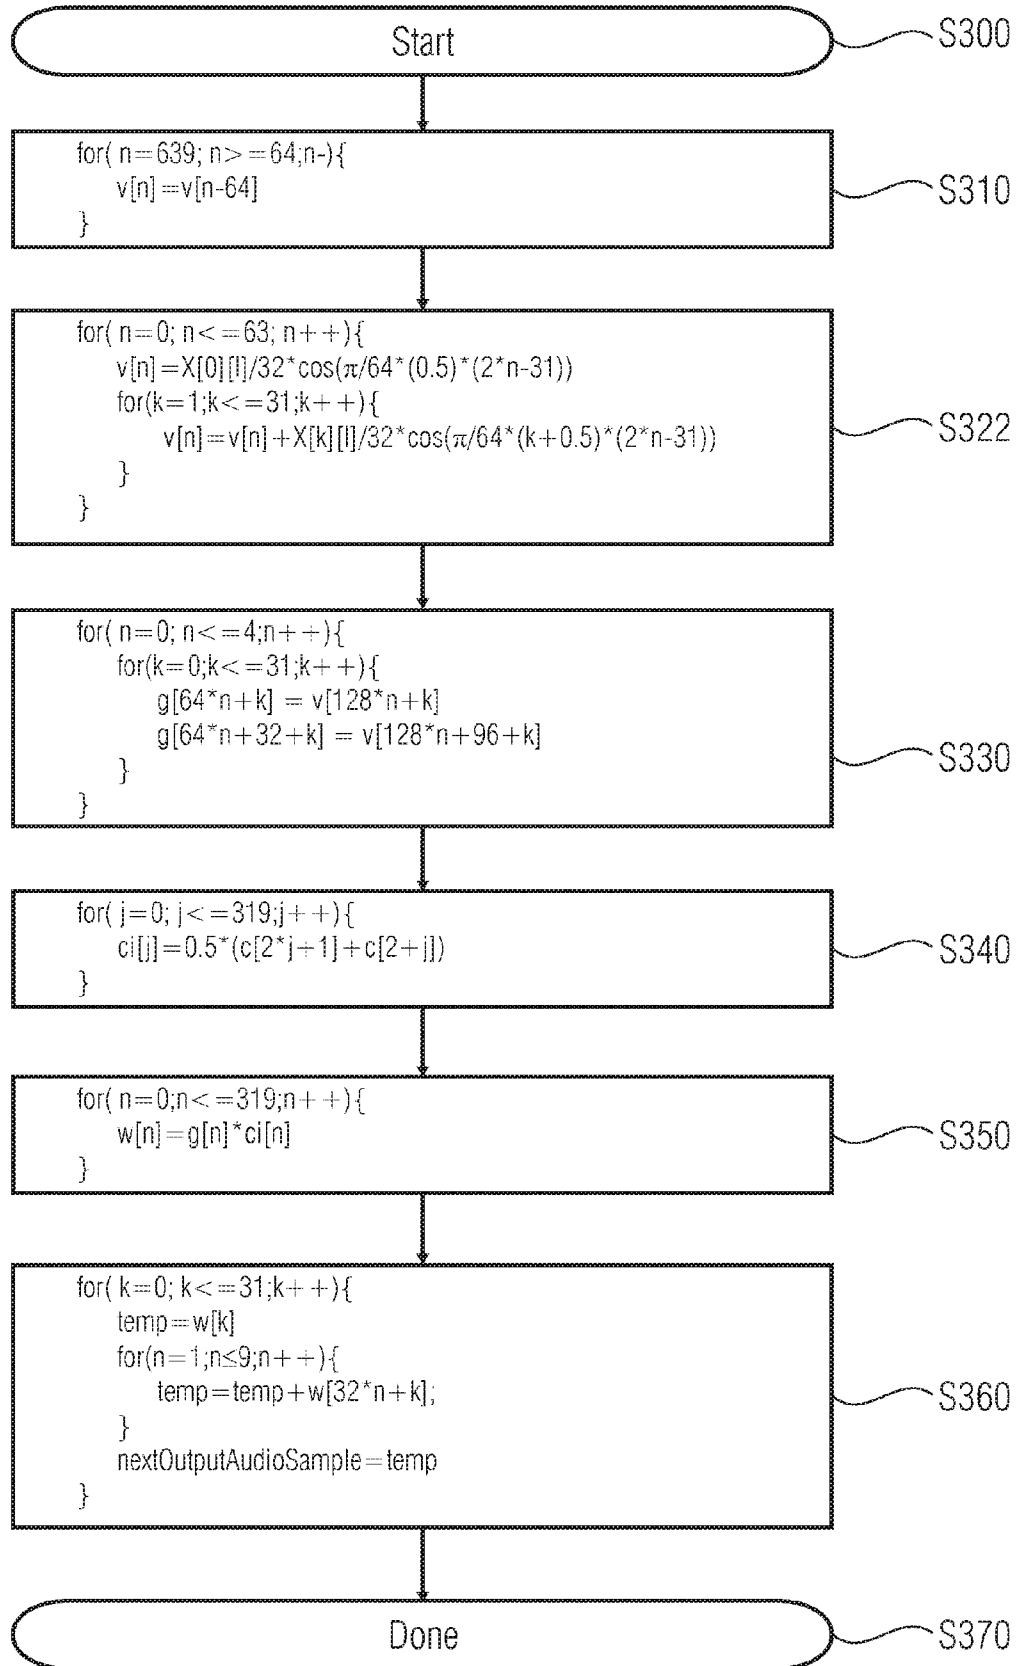 Start
S300
for( n=639; n>=64;n-){
v[n]=v[n-64]
}
S310
for( n=0; n<=63; n++){
v[n]=X[0][l]/32*cos(π/64*(0.5)*(2*n-31))
for(k=1;k<=31;k++){
v[n]=v[n]+X[k][l]/32*cos(π/64*(k+0.5)*(2*n-31))
}
}
S322
for( n=0; n<=4;n++){
for(k=0;k<=31;k++){
g[64*n+k] = v[128*n+k]
g[64*n+32+k] = v[128*n+96+k]
}
}
S330
for( j=0; j<=319;j++){
ci[j]=0.5*(c[2*j+1]+c[2+j])
}
S340
for( n=0;n<=319;n++){
w[n]=g[n]*ci[n]
}
S350
for( k=0; k<=31;k++){
temp=w[k]
for(n=1;n≤9;n++){
temp=temp+w[32*n+k];
}
nextOutputAudioSample=temp
}
S360
Done
S370